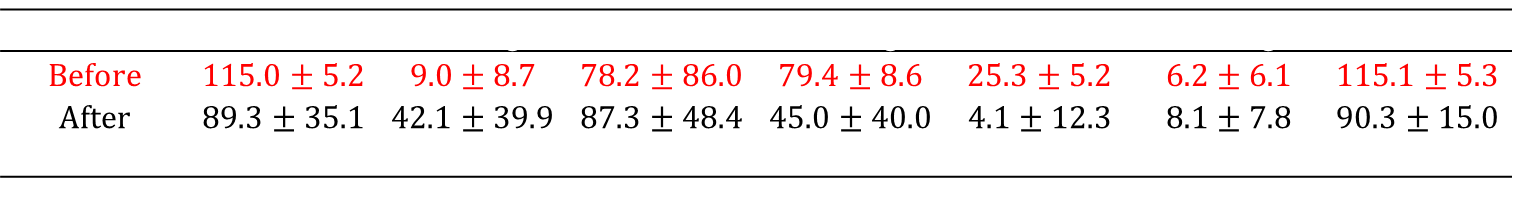 Before 115.0 ± 5.2 9.0 ± 8.7 78.2 ± 86.0 79.4 ± 8.6 25.3 ± 5.2 6.2 ± 6.1 115.1 ± 5.3
After 89.3 ± 35.1 42.1 ± 39.9 87.3 ± 48.4 45.0 ± 40.0 4.1 ± 12.3 8.1 ± 7.8 90.3 ± 15.0